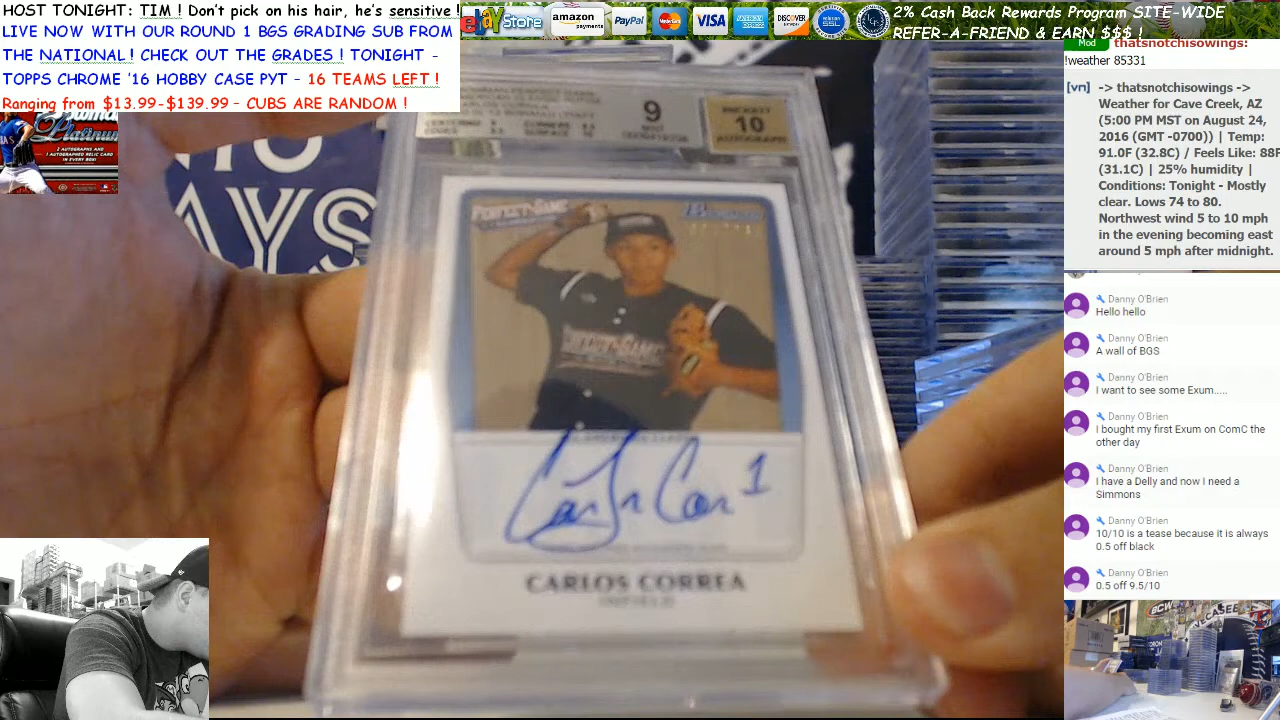 HOST TONIGHT: TIM ! Don't pick on his hair, he's sensitive !
LIVE NOW WITH OUR ROUND 1 BGS GRADING SUB FROM
THE NATIONAL ! CHECK OUT THE GRADES ! TONIGHT -
TOPPS CHROME '16 HOBBY CASE PYT - 16 TEAMS LEFT !
Ranging from $13.99-$139.99 - CUBS ARE RANDOM !
ebay Store
amazon
payments
PayPal
MasterCard
VISA
DISCOVER
2% Cash Back Rewards Program SITE-WIDE
REFER-A-FRIEND & EARN $$$ !
Mod thatsnotchisowings:
!weather 85331
[vn] -> thatsnotchisowings ->
Weather for Cave Creek, AZ
(5:00 PM MST on August 24,
2016 (GMT -0700)) | Temp:
91.0F (32.8C) / Feels Like: 88F
(31.1C) | 25% humidity |
Conditions: Tonight - Mostly
clear. Lows 74 to 80.
Northwest wind 5 to 10 mph
in the evening becoming east
around 5 mph after midnight.
Danny O'Brien
Hello hello
Danny O'Brien
A wall of BGS
Danny O'Brien
I want to see some Exum.....
Danny O'Brien
I bought my first Exum on ComC the
other day
Danny O'Brien
I have a Delly and now I need a
Simmons
Danny O'Brien
10/10 is a tease because it is always
0.5 off black
Danny O'Brien
0.5 off 9.5/10
Platinum
9
MINT
10
AUTOGRAPH
Bowman
CARLOS CORREA
BCW